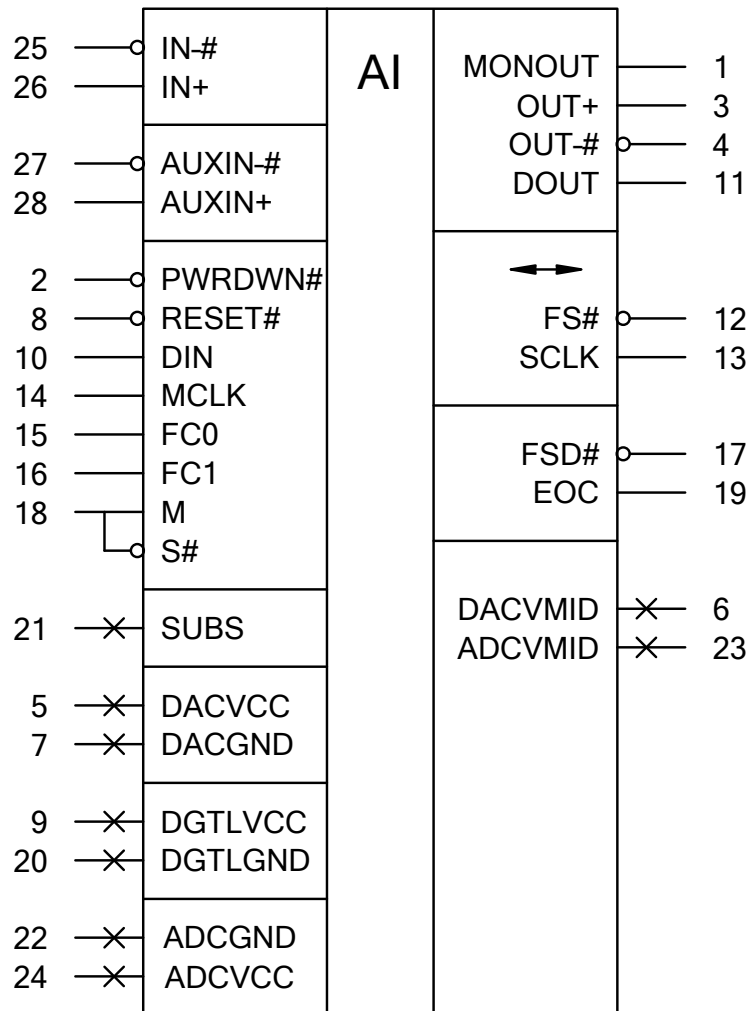 AI
25 IN-#
26 IN+
27 AUXIN-#
28 AUXIN+
2 PWRDWN#
8 RESET#
10 DIN
14 MCLK
15 FC0
16 FC1
18 M
S#
21 SUBS
5 DACVCC
7 DACGND
9 DGTLVCC
20 DGTLGND
22 ADCGND
24 ADCVCC
MONOUT 1
OUT+ 3
OUT-# 4
DOUT 11
FS# 12
SCLK 13
FSD# 17
EOC 19
DACVMID 6
ADCVMID 23